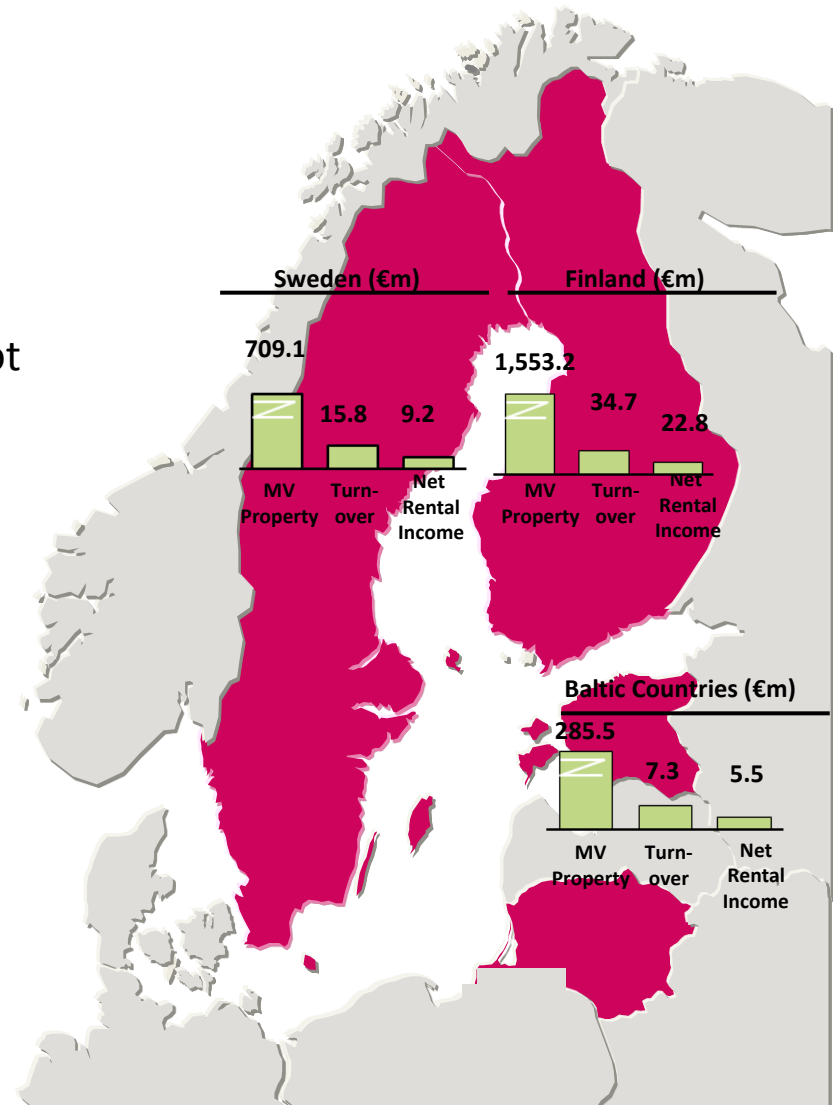 Sweden (€m)
Finland (€m)
ot
709.1
15.8
9.2
MV
Property
Turn-
over
Net
Rental
Income
1,553.2
34.7
22.8
MV
Property
Turn-
over
Net
Rental
Income
Baltic Countries (€m)
285.5
7.3
5.5
MV
Property
Turn-
over
Net
Rental
Income